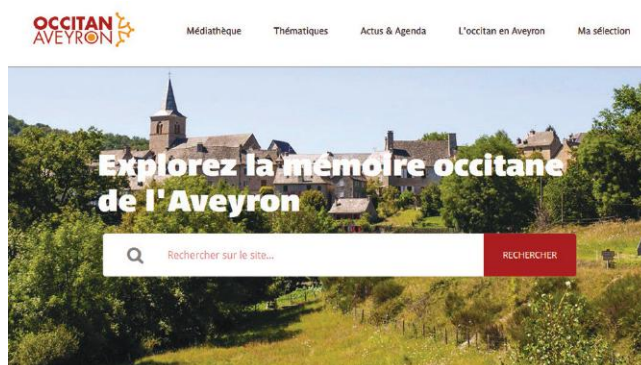 OCCITAN
AVEYRON
Médiathèque Thématiques Actus & Agenda L'occitan en Aveyron Ma sélection
Explorez la mémoire occitane
de l'Aveyron
Rechercher sur le site... RECHERCHER